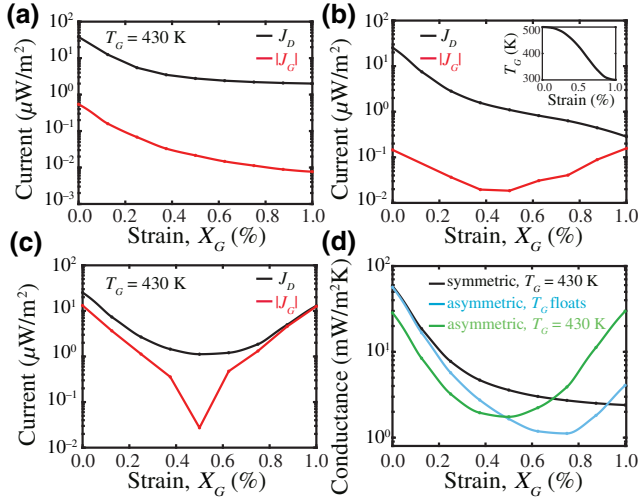 (a)
T_G = 430 K
J_D
|J_G|
Current (μW/m²)
10²
10¹
10⁰
10⁻¹
10⁻²
10⁻³
0.0 0.2 0.4 0.6 0.8 1.0
Strain, X_G (%)
(b)
J_D
|J_G|
Current (μW/m²)
10²
10¹
10⁰
10⁻¹
10⁻²
0.0 0.2 0.4 0.6 0.8 1.0
Strain, X_G (%)
T_G (K)
500
400
300
0.0 0.5 1.0
Strain (%)
(c)
T_G = 430 K
J_D
|J_G|
Current (μW/m²)
10²
10¹
10⁰
10⁻¹
10⁻²
0.0 0.2 0.4 0.6 0.8 1.0
Strain, X_G (%)
(d)
symmetric, T_G = 430 K
asymmetric, T_G floats
asymmetric, T_G = 430 K
Conductance (mW/m²K)
10²
10¹
10⁰
0.0 0.2 0.4 0.6 0.8 1.0
Strain, X_G (%)